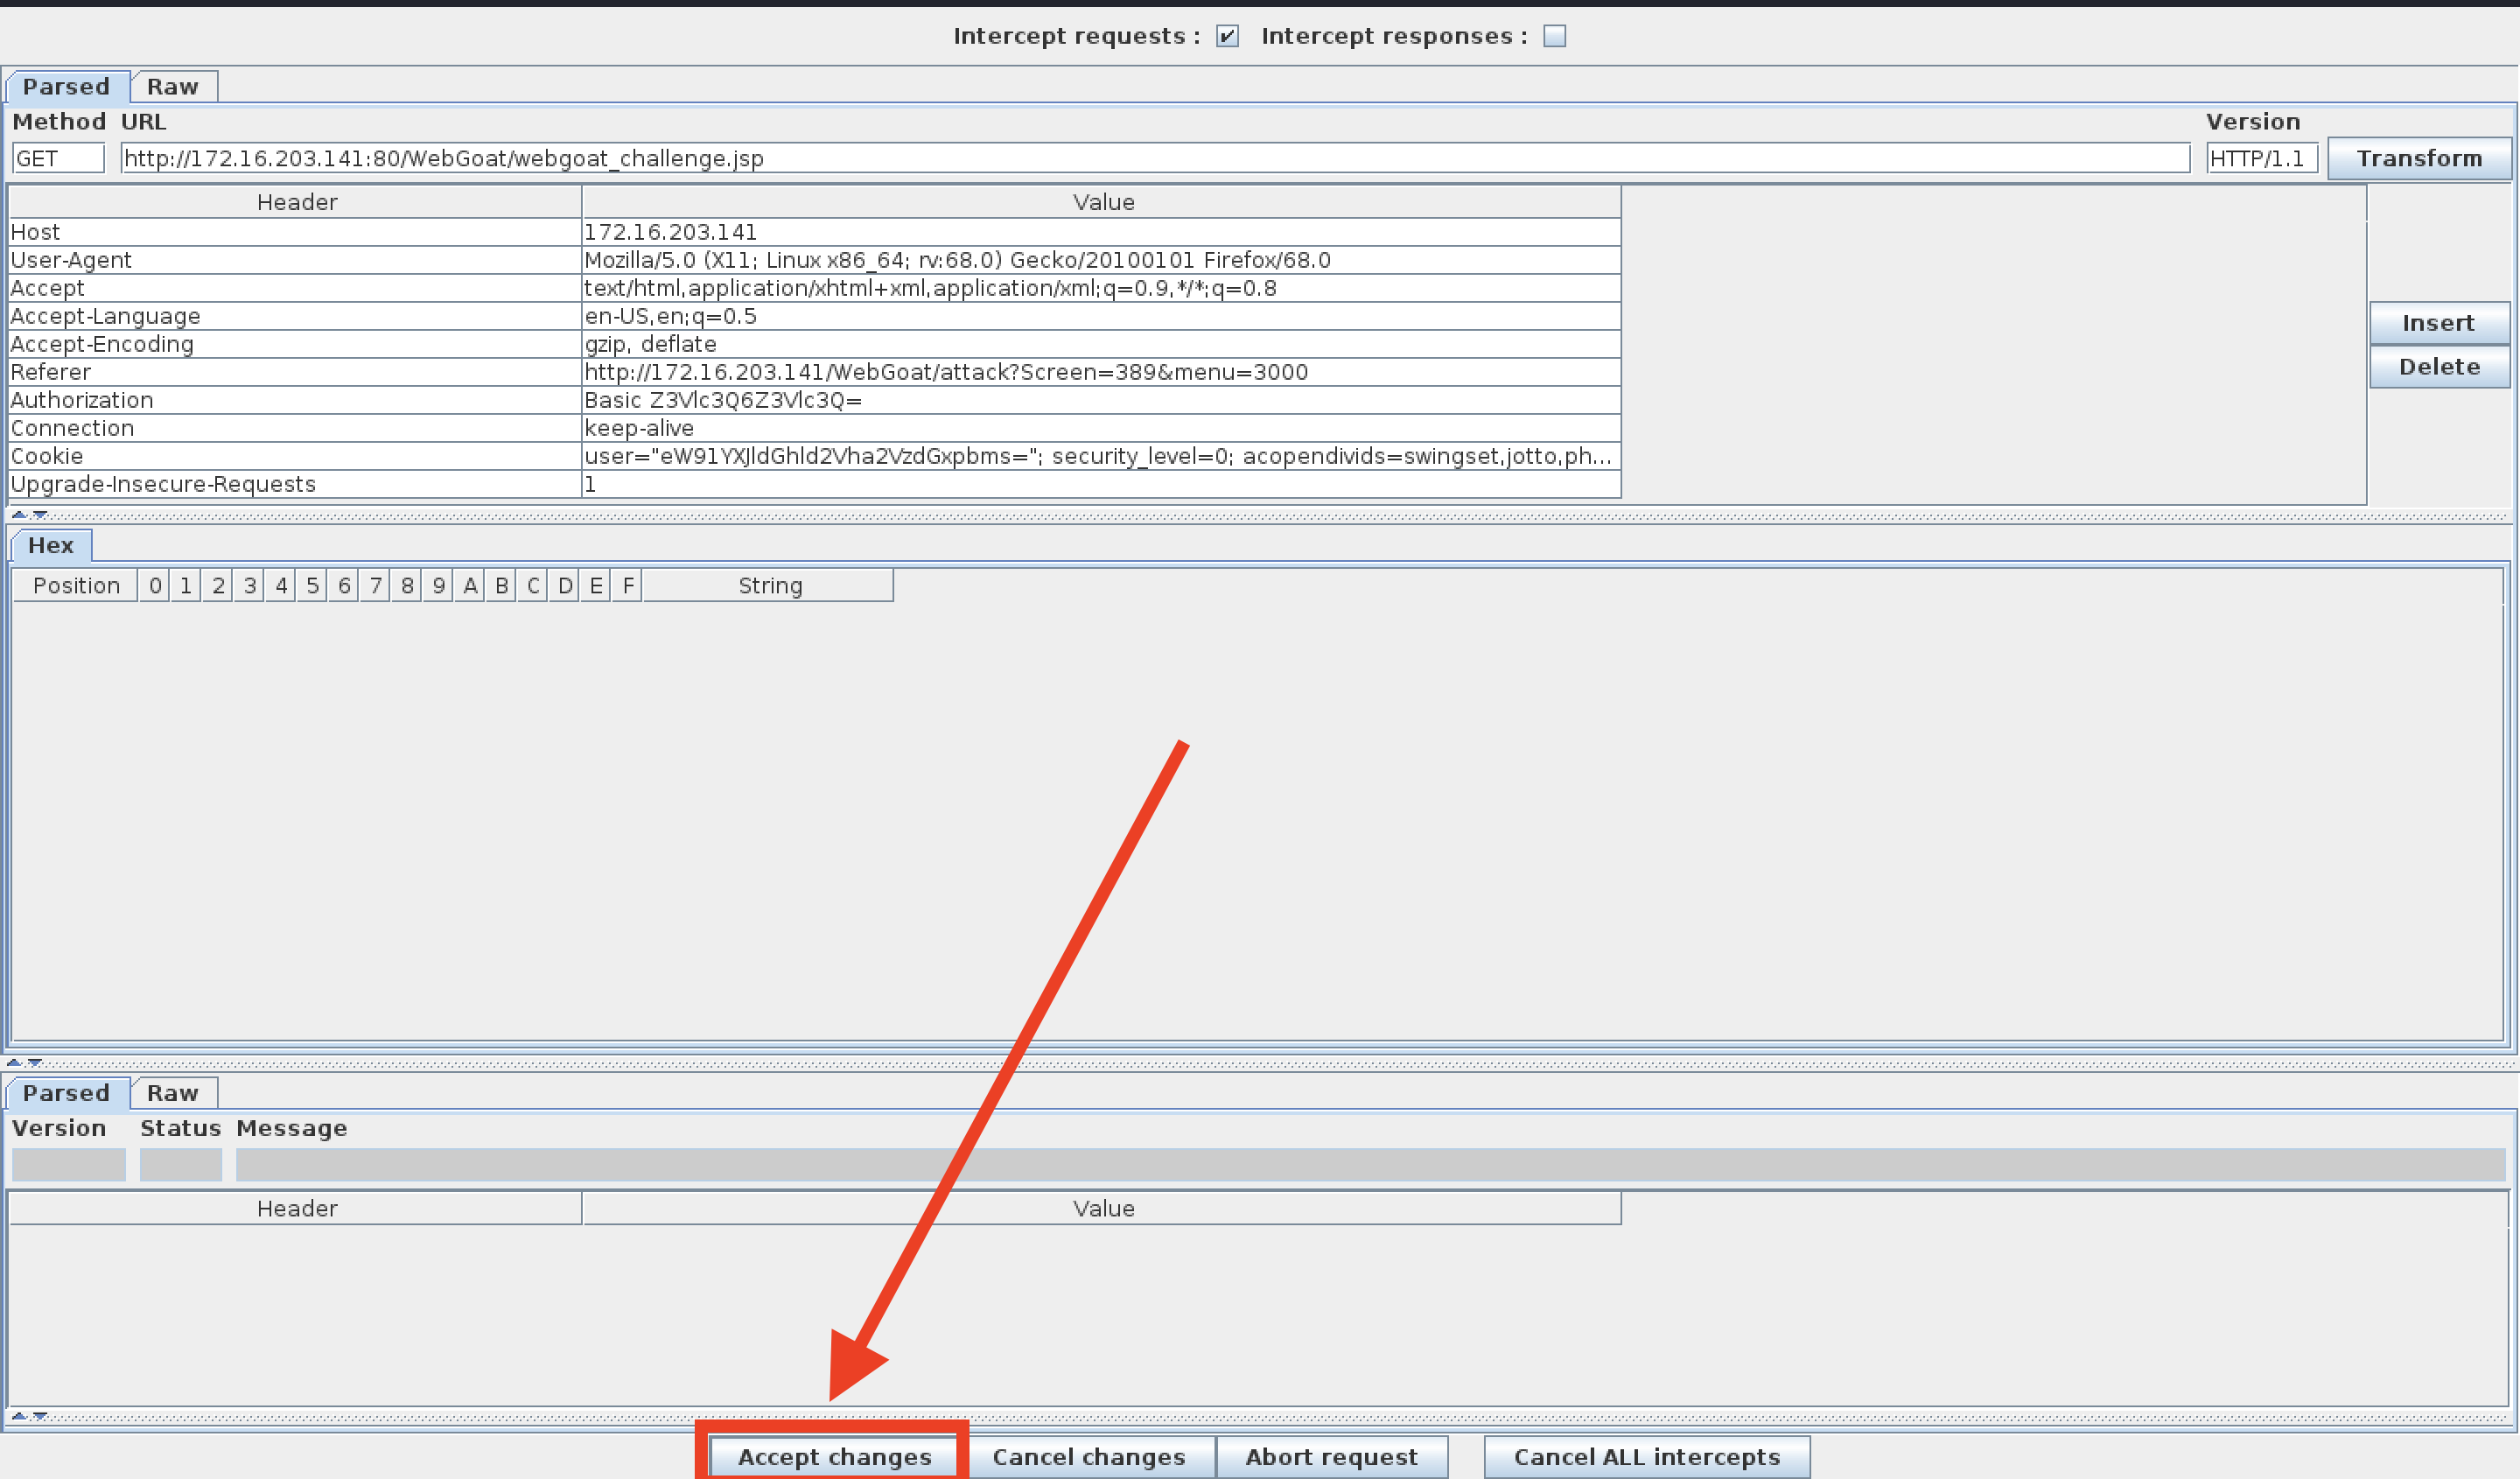 Intercept requests : Intercept responses :
Parsed Raw
Method URL Version
GET http://172.16.203.141:80/WebGoat/webgoat_challenge.jsp HTTP/1.1 Transform
Header Value
Host 172.16.203.141
User-Agent Mozilla/5.0 (X11; Linux x86_64; rv:68.0) Gecko/20100101 Firefox/68.0
Accept text/html,application/xhtml+xml,application/xml;q=0.9,*/*;q=0.8
Accept-Language en-US,en;q=0.5
Insert
Accept-Encoding gzip, deflate
Referer http://172.16.203.141/WebGoat/attack?Screen=389&menu=3000
Delete
Authorization Basic Z3Vlc3Q6Z3Vlc3Q=
Connection keep-alive
Cookie user="eW91YXJldGhld2Vha2VzdGxpbms="; security_level=0; acopendivids=swingset,jotto,ph...
Upgrade-Insecure-Requests 1
Hex
Position 0 1 2 3 4 5 6 7 8 9 A B C D E F String
Parsed Raw
Version Status Message
Header Value
Accept changes Cancel changes Abort request Cancel ALL intercepts